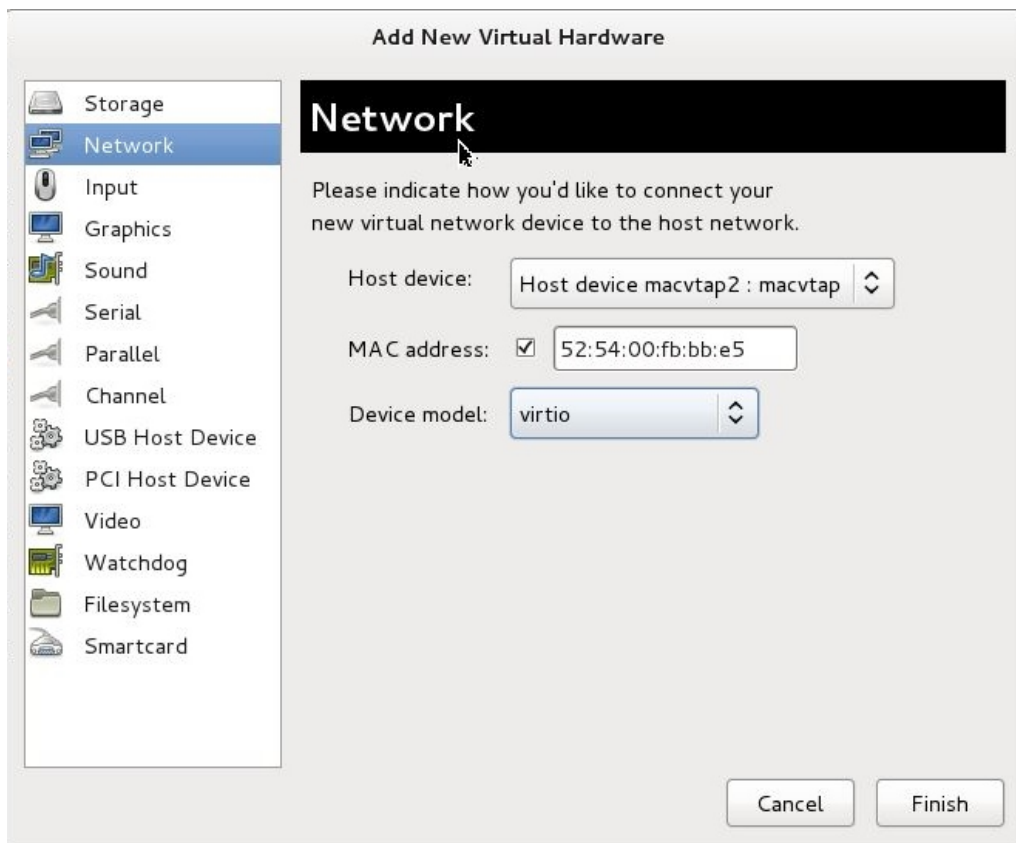 Add New Virtual Hardware
Storage
Network
Input
Graphics
Sound
Serial
Parallel
Channel
USB Host Device
PCI Host Device
Video
Watchdog
Filesystem
Smartcard
Network
Please indicate how you'd like to connect your
new virtual network device to the host network.
Host device: Host device macvtap2 : macvtap
MAC address: 52:54:00:fb:bb:e5
Device model: virtio
Cancel Finish